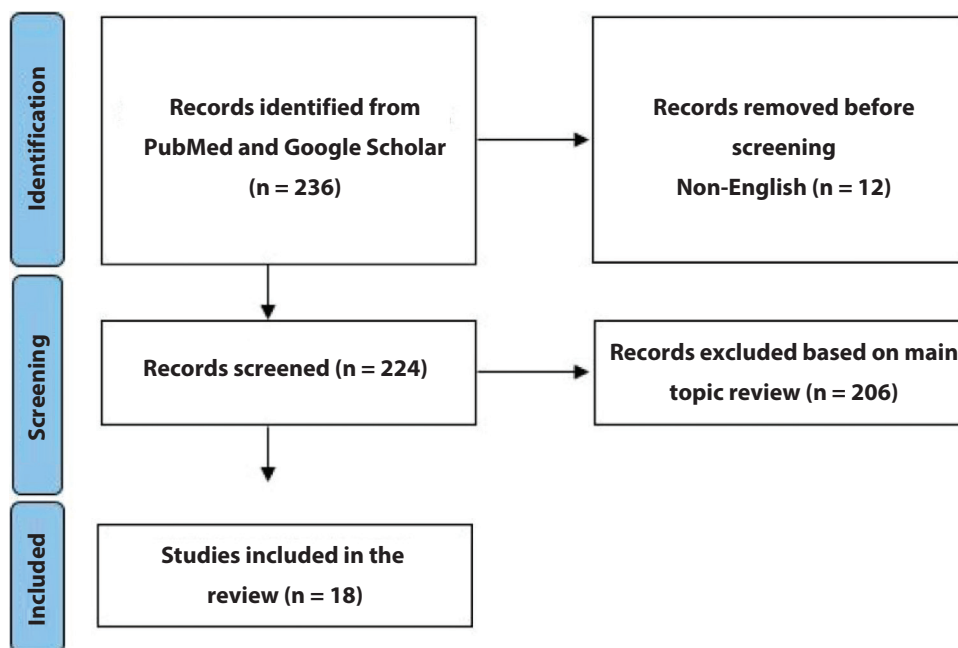 Identification
Records identified from
PubMed and Google Scholar
(n = 236)
Records removed before
screening
Non-English (n = 12)
Screening
Records screened (n = 224)
Records excluded based on main
topic review (n = 206)
Included
Studies included in the
review (n = 18)